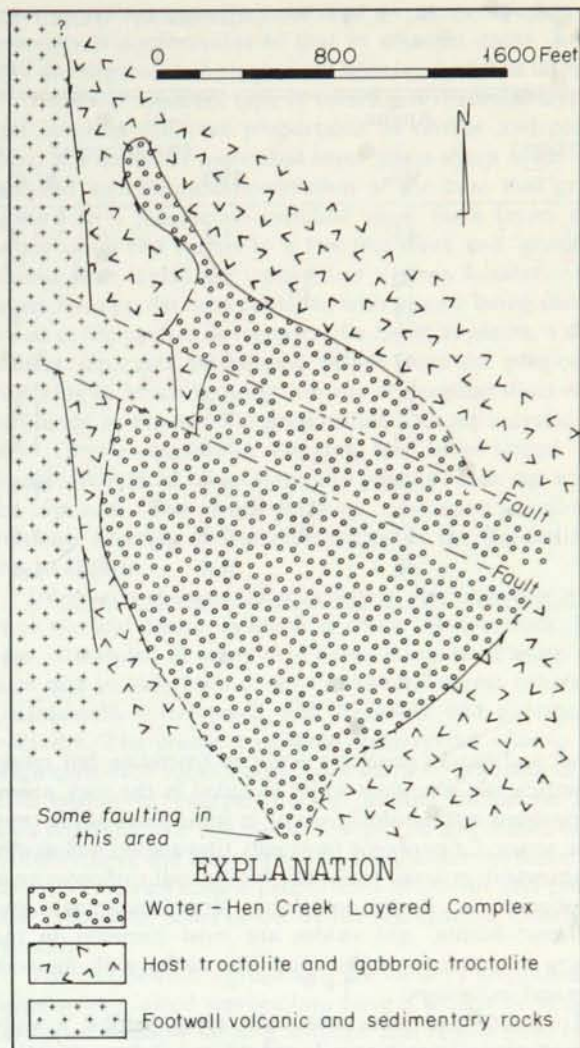 ?
0 800 1600 Feet
N
Fault
Fault
Some faulting in
this area
EXPLANATION
Water Hen Creek Layered Complex
Host troctolite and gabbroic troctolite
Footwall volcanic and sedimentary rocks